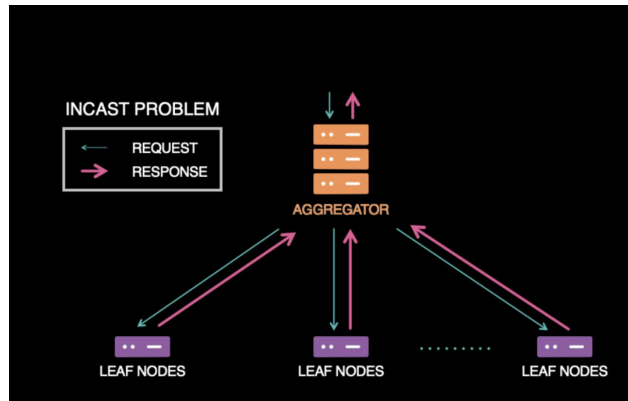 INCAST PROBLEM
REQUEST
RESPONSE
AGGREGATOR
LEAF NODES
LEAF NODES
LEAF NODES